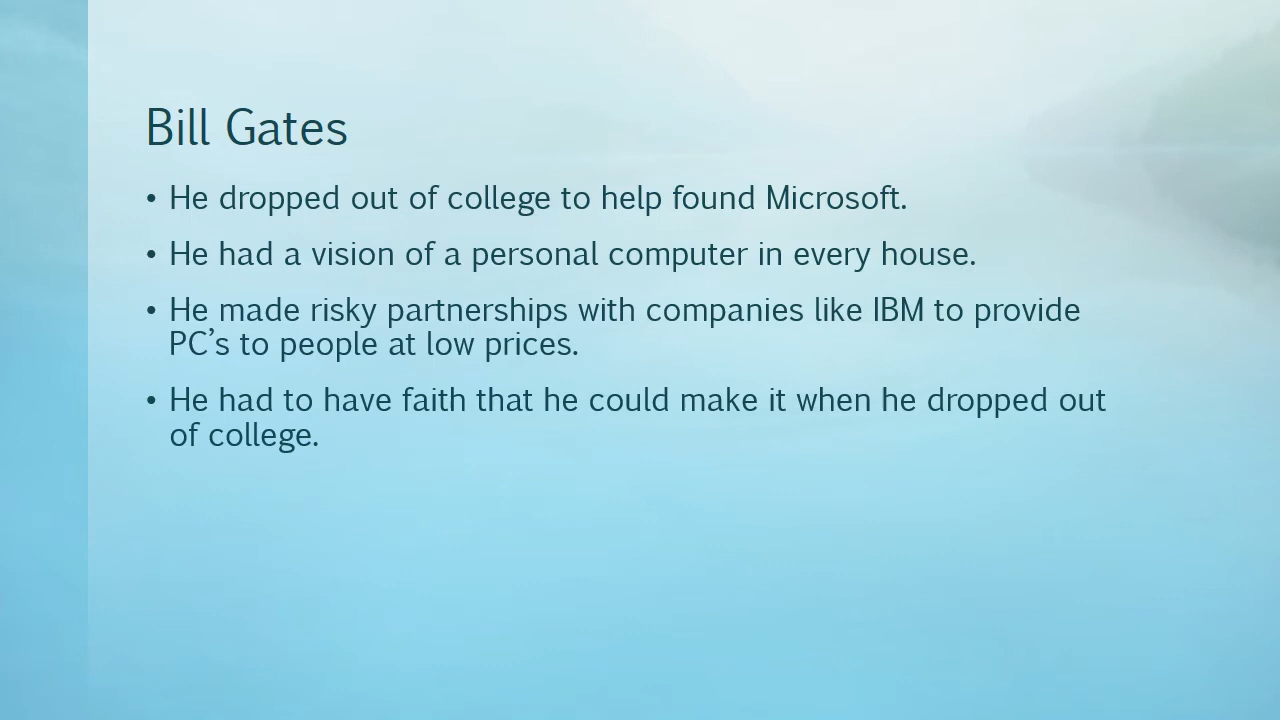 Bill Gates
• He dropped out of college to help found Microsoft.
• He had a vision of a personal computer in every house.
• He made risky partnerships with companies like IBM to provide
PC’s to people at low prices.
• He had to have faith that he could make it when he dropped out
of college.